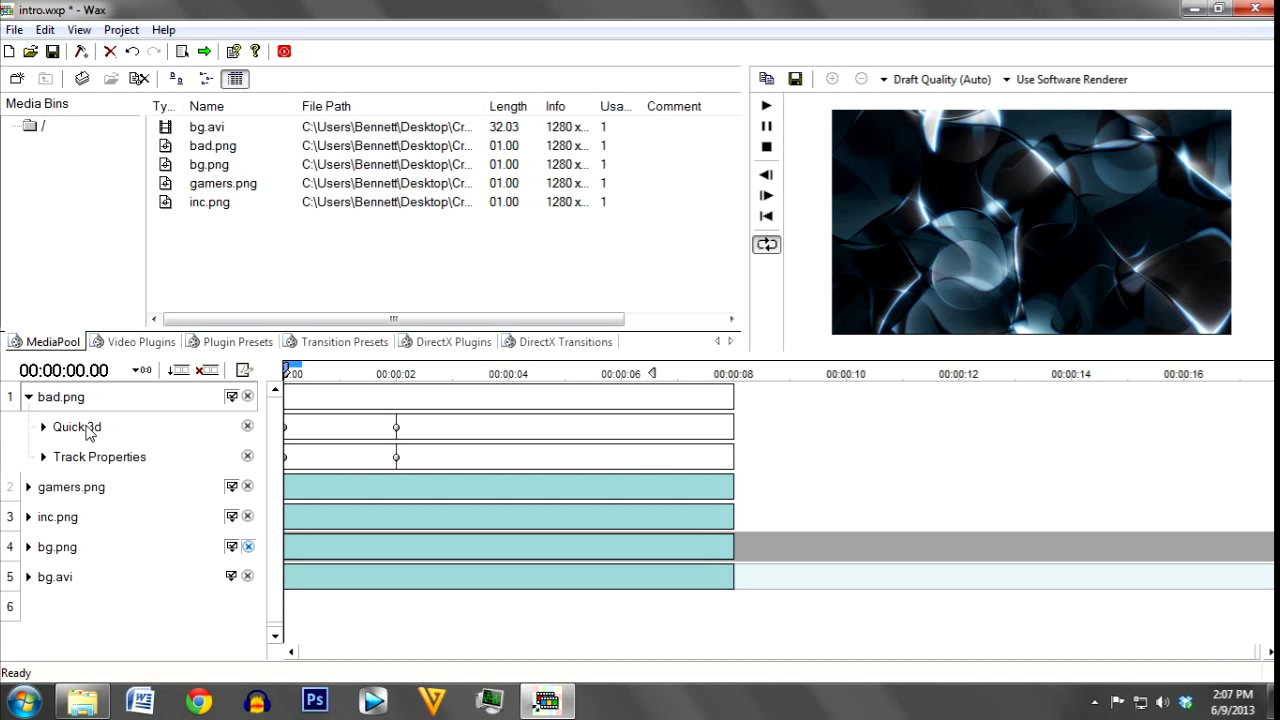 intro.wxp * - Wax
File Edit View Project Help
Draft Quality (Auto) Use Software Renderer
Media Bins
/
Ty... Name File Path Length Info Usa... Comment
bg.avi C:\Users\Bennett\Desktop\Cr... 32.03 1280 x... 1
bad.png C:\Users\Bennett\Desktop\Cr... 01.00 1280 x... 1
bg.png C:\Users\Bennett\Desktop\Cr... 01.00 1280 x... 1
gamers.png C:\Users\Bennett\Desktop\Cr... 01.00 1280 x... 1
inc.png C:\Users\Bennett\Desktop\Cr... 01.00 1280 x... 1
MediaPool Video Plugins Plugin Presets Transition Presets DirectX Plugins DirectX Transitions
00:00:00.00 :00 00:00:02 00:00:04 00:00:06 00:00:08 00:00:10 00:00:12 00:00:14 00:00:16
1 bad.png
Quick 3d
Track Properties
2 gamers.png
3 inc.png
4 bg.png
5 bg.avi
6
Ready
W Ps
2:07 PM
6/9/2013